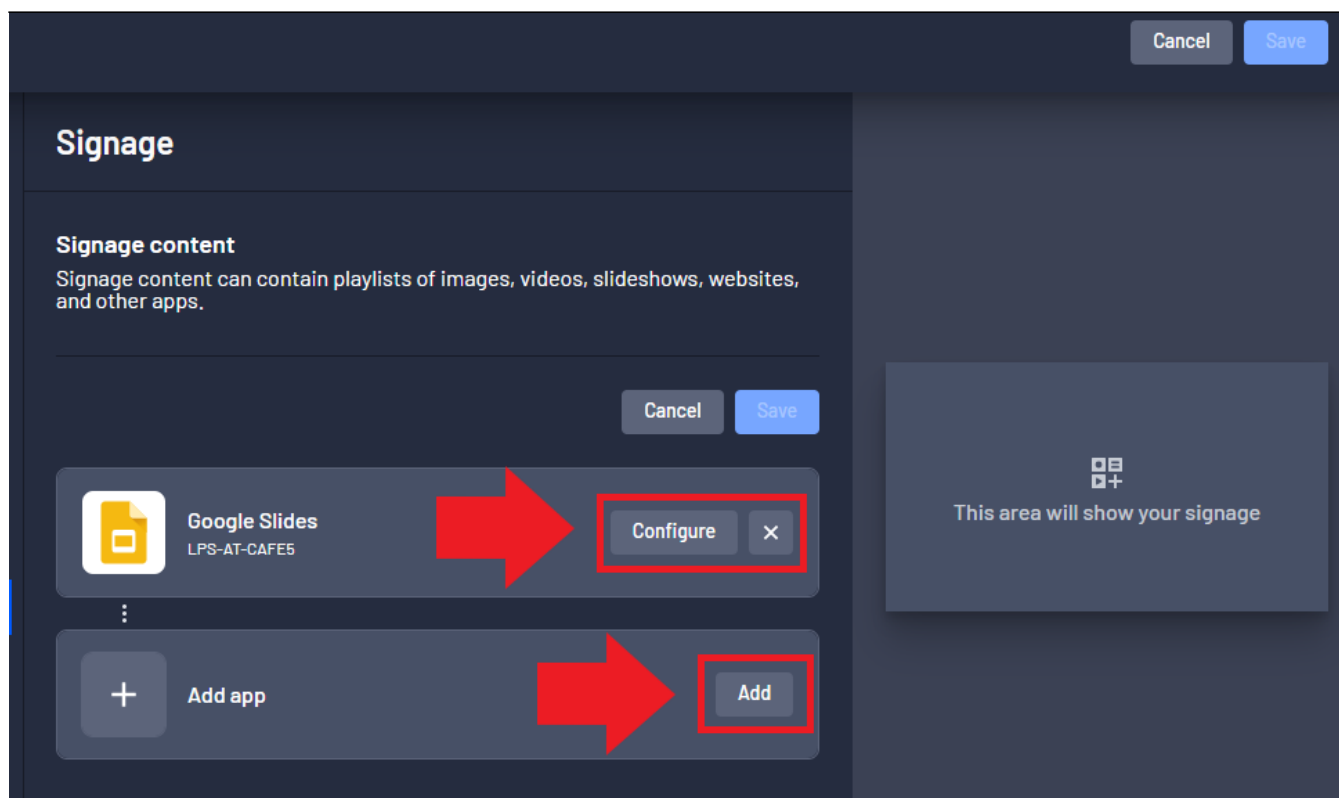 Cancel
Save
Signage
Signage content
Signage content can contain playlists of images, videos, slideshows, websites,
and other apps.
Cancel
Save
Google Slides
LPS-AT-CAFE5
Configure
Add app
Add
This area will show your signage